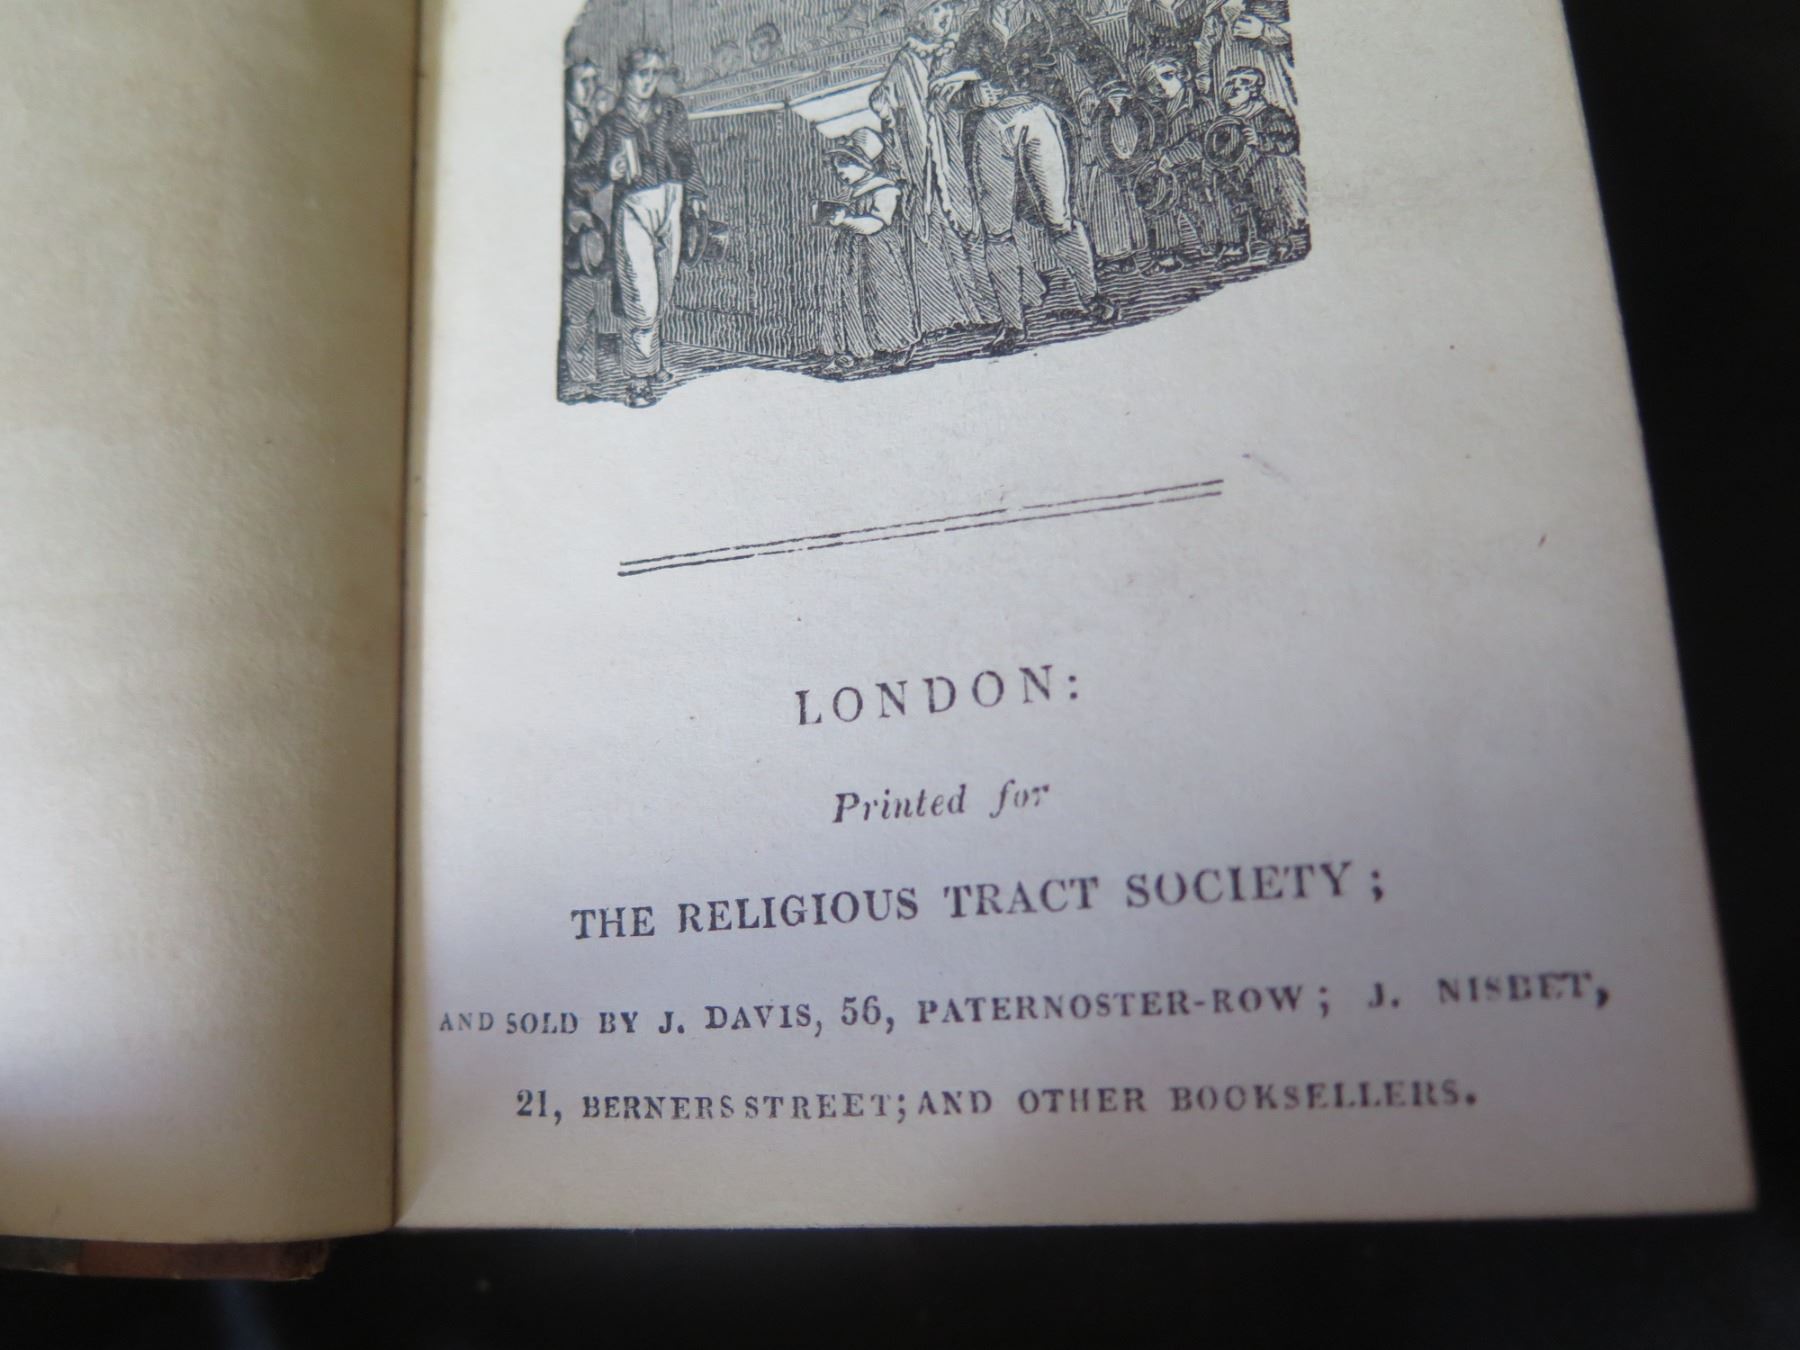 LONDON:
Printed for
THE RELIGIOUS TRACT SOCIETY;
AND SOLD BY J. DAVIS, 56, PATERNOSTER-ROW; J. NISBET,
21, BERNERS STREET; AND OTHER BOOKSELLERS.